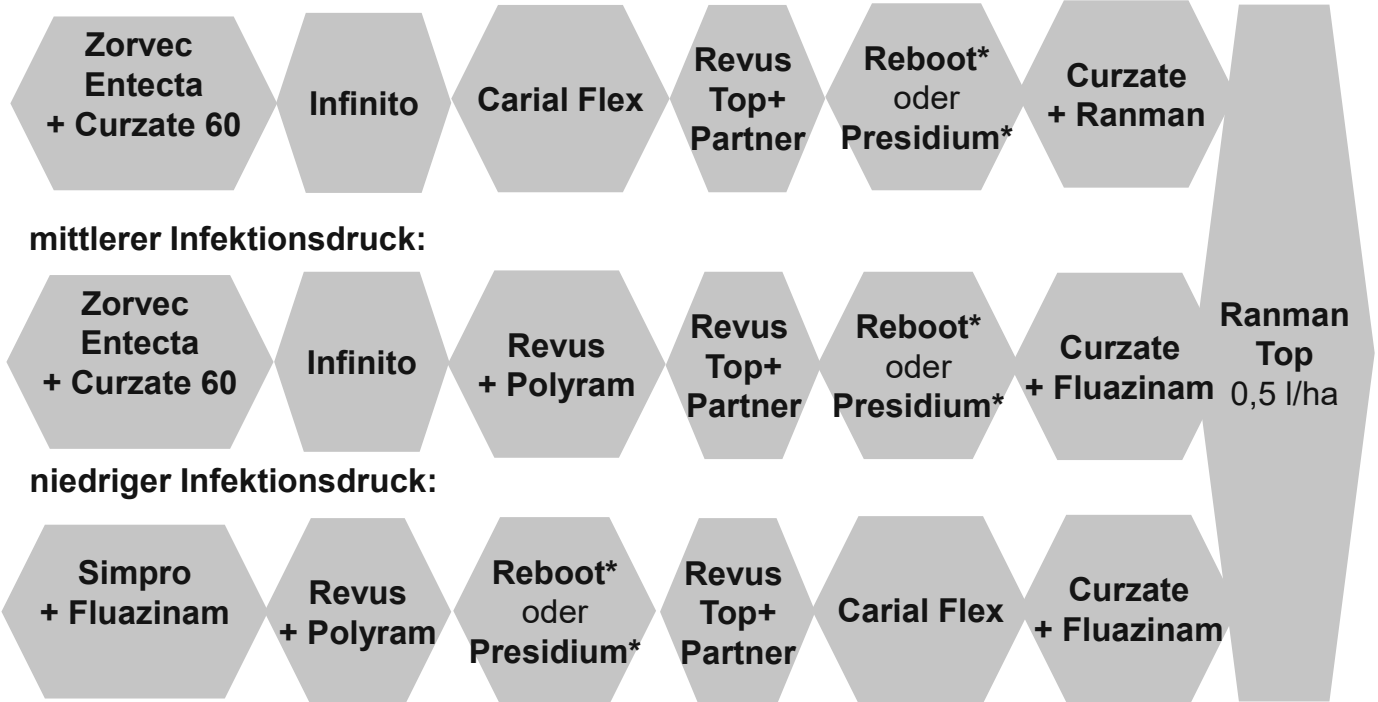 Zorvec
Entecta
+ Curzate 60
Infinito
Carial Flex
Revus
Top+
Partner
Reboot*
oder
Presidium*
Curzate
+ Ranman
mittlerer Infektionsdruck:
Zorvec
Entecta
+ Curzate 60
Infinito
Revus
+ Polyram
Revus
Top+
Partner
Reboot*
oder
Presidium*
Curzate
+ Fluazinam
Ranman
Top
0,5 l/ha
niedriger Infektionsdruck:
Simpro
+ Fluazinam
Revus
+ Polyram
Reboot*
oder
Presidium*
Revus
Top+
Partner
Carial Flex
Curzate
+ Fluazinam